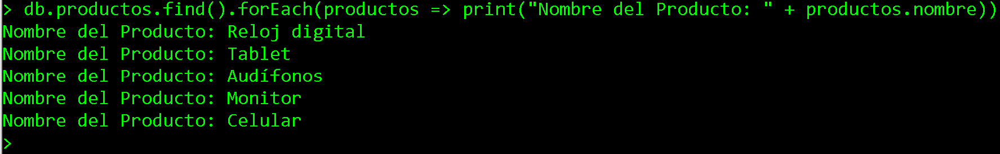 > db.productos.find().forEach(productos => print("Nombre del Producto: " + productos.nombre))
Nombre del Producto: Reloj digital
Nombre del Producto: Tablet
Nombre del Producto: Audífonos
Nombre del Producto: Monitor
Nombre del Producto: Celular
>